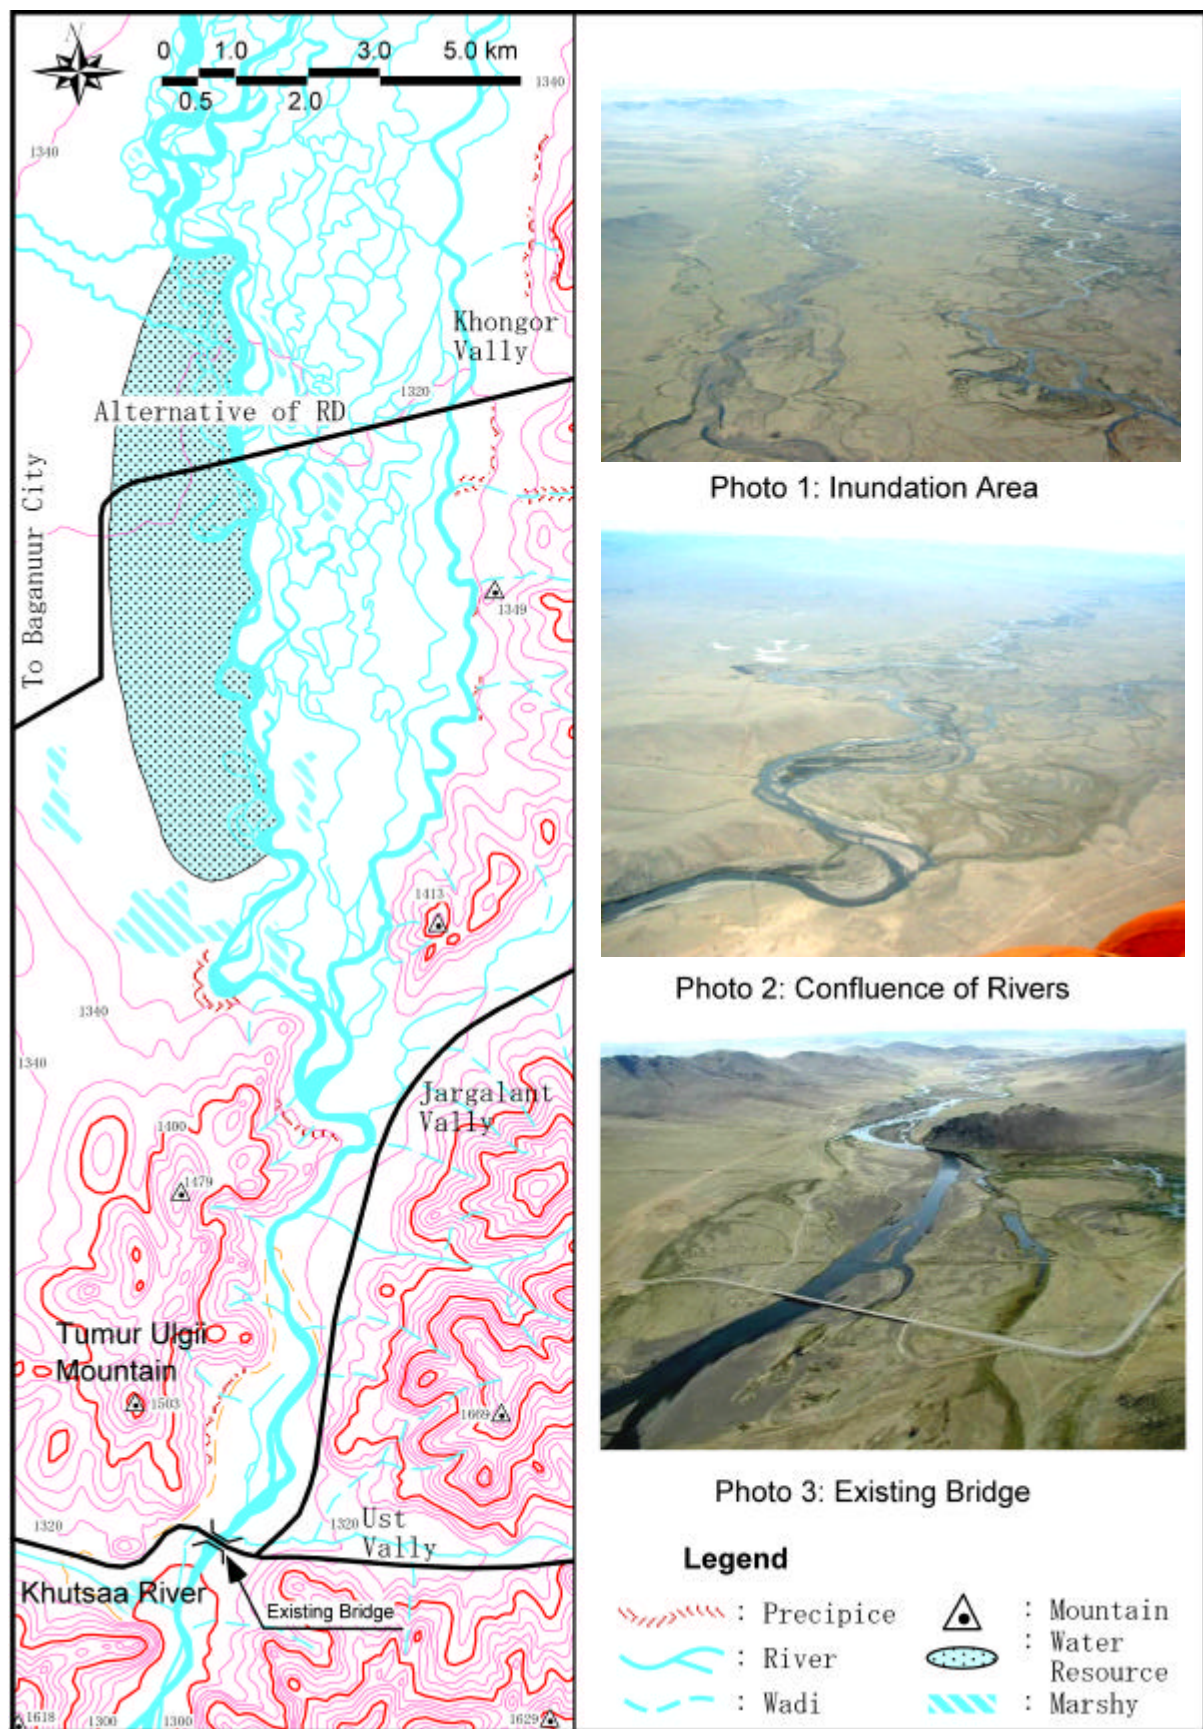 N
0 1.0 3.0 5.0 km
0.5 2.0
1340
1340
Khongor
Vally
1320
Alternative of RD
To Baganuur City
1349
1413
1340
1340
Jargalant
Vally
1400
1479
Tumur Ulgii
Mountain
1503
1669
1320
1320
Ust
Vally
Khutsaa River
Existing Bridge
1618
1300
1300
1629
Photo 1: Inundation Area
Photo 2: Confluence of Rivers
Photo 3: Existing Bridge
Legend
: Precipice
: River
: Wadi
: Mountain
: Water
Resource
: Marshy